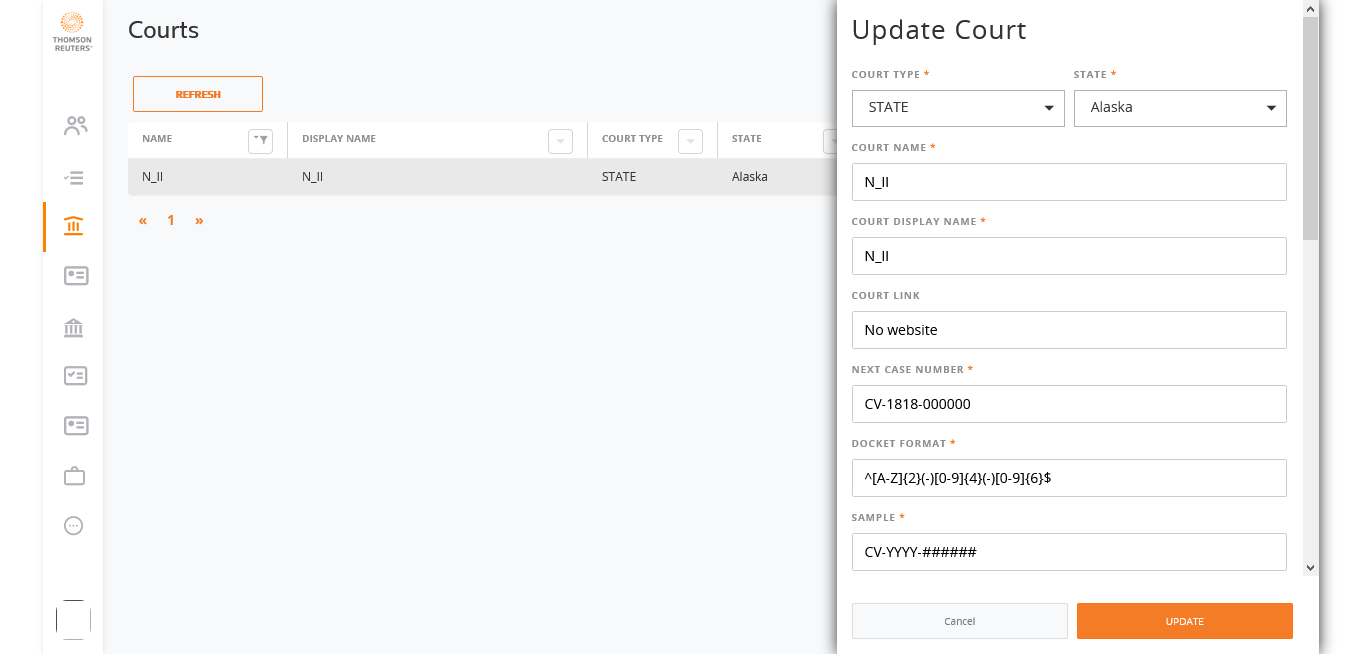 THOMSON
REUTERS®
Courts
REFRESH
NAME DISPLAY NAME COURT TYPE STATE
N_II N_II STATE Alaska
« 1 »
Update Court
COURT TYPE * STATE *
STATE Alaska
COURT NAME *
N_II
COURT DISPLAY NAME *
N_II
COURT LINK
No website
NEXT CASE NUMBER *
CV-1818-000000
DOCKET FORMAT *
^[A-Z]{2}(-)[0-9]{4}(-)[0-9]{6}$
SAMPLE *
CV-YYYY-######
Cancel UPDATE